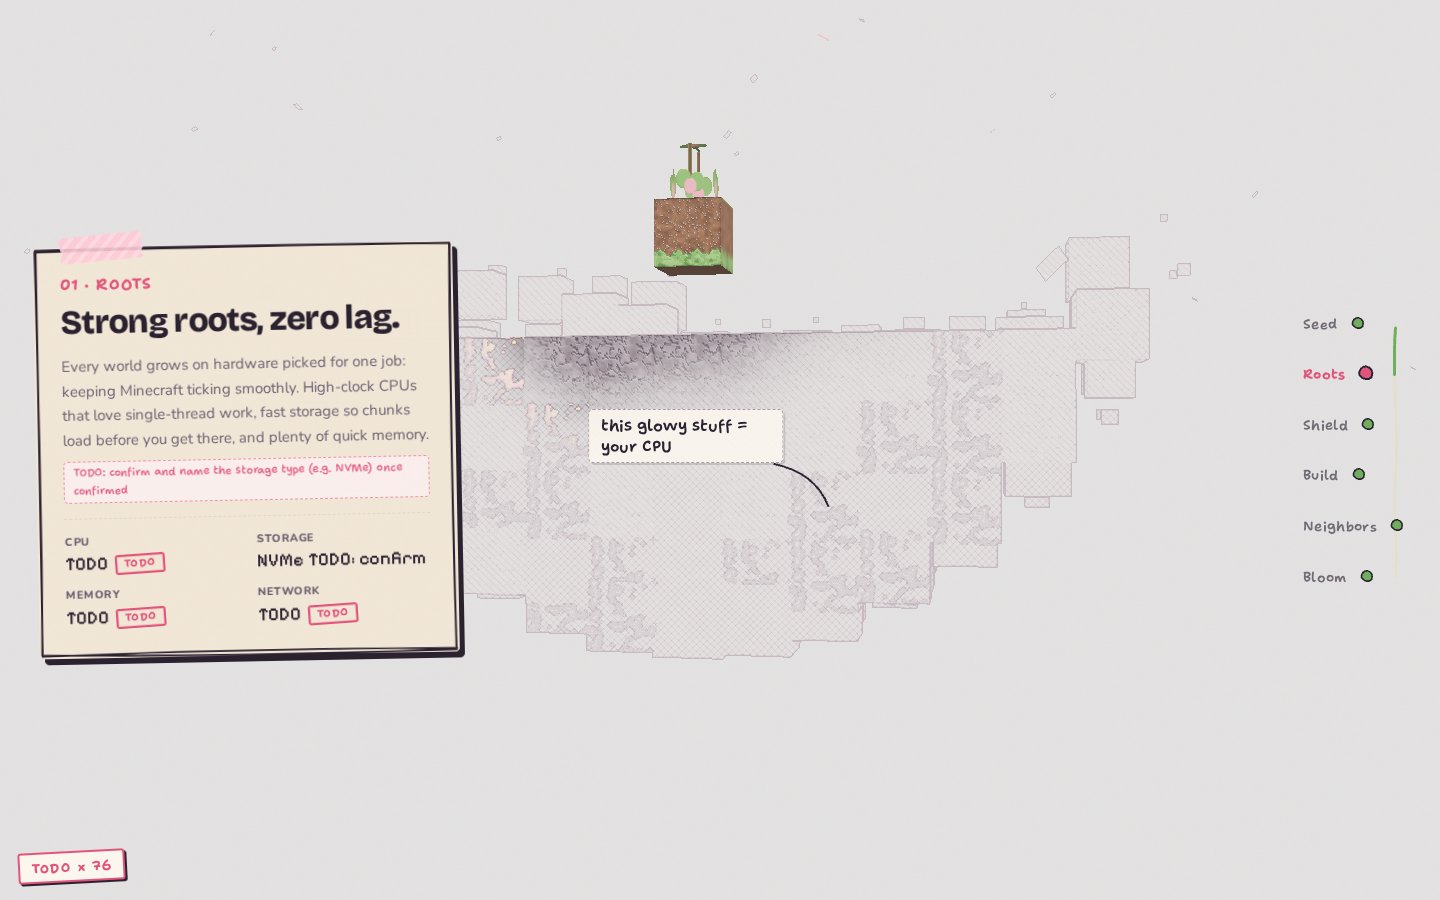 01 · ROOTS
Strong roots, zero lag.
Every world grows on hardware picked for one job:
keeping Minecraft ticking smoothly. High-clock CPUs
that love single-thread work, fast storage so chunks
load before you get there, and plenty of quick memory.
TODO: confirm and name the storage type (e.g. NVMe) once
confirmed
CPU
TODO TODO
STORAGE
NVMe TODO: confirm
MEMORY
TODO TODO
NETWORK
TODO TODO
this glowy stuff =
your CPU
Seed
Roots
Shield
Build
Neighbors
Bloom
TODO x 76